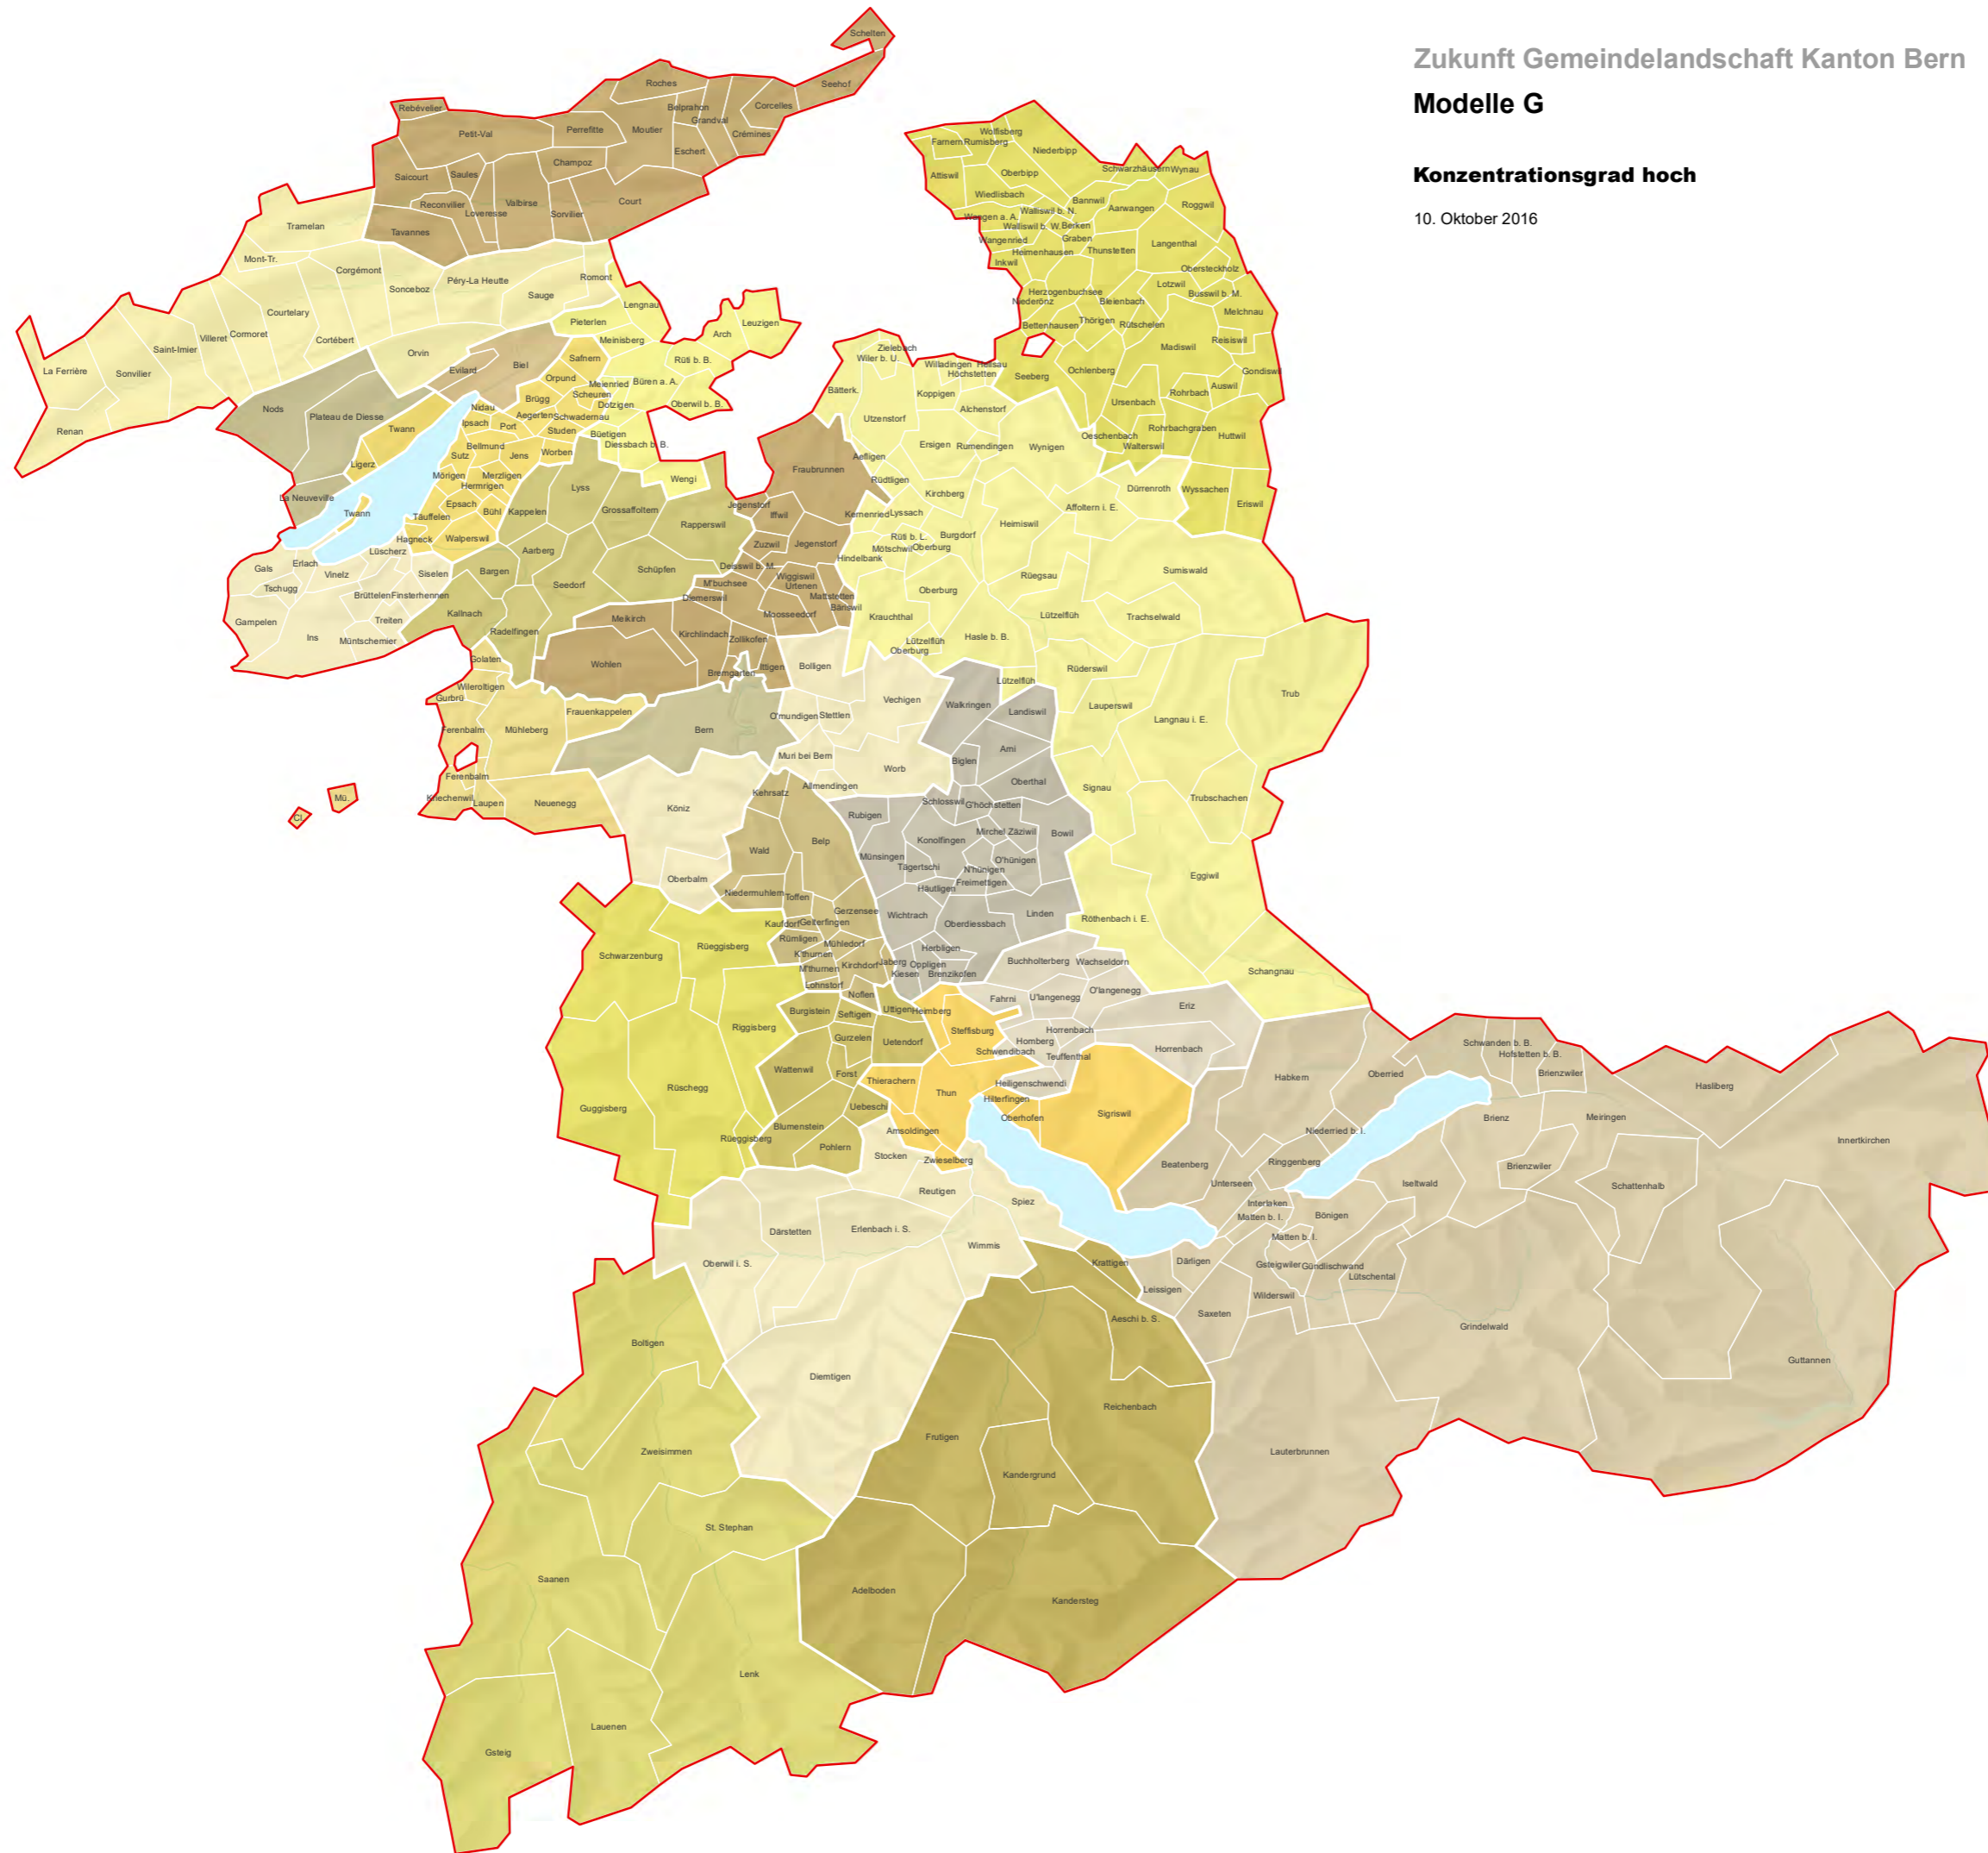 Zukunft Gemeindelandschaft Kanton Bern
Modelle G
Konzentrationsgrad hoch
10. Oktober 2016
Schelten
Seehof
Roches
Rebévelier
Belprahon
Corcelles
Grandval
Petit-Val
Perrefitte
Moutier
Crémines
Eschert
Champoz
Saicourt
Saules
Reconvilier
Valbirse
Court
Loveresse
Sorvilier
Tavannes
Tramelan
Mont-Tr.
Corgémont
Sonceboz
Péry-La Heutte
Romont
Sauge
Courtelary
Cormoret
Villeret
Saint-Imier
Cortébert
Orvin
La Ferrière
Sonvilier
Renan
Nods
Plateau de Diesse
La Neuveville
Twann
Ligerz
Twann
Evilard
Biel
Lengnau
Pieterlen
Meinisberg
Arch
Leuzigen
Rüti b. B.
Büren a. A.
Oberwil b. B.
Meienried
Dotzigen
Büetigen
Diessbach b. B.
Wengi
Safnern
Orpund
Scheuren
Brügg
Aegerten
Schwadernau
Nidau
Ipsach
Port
Studen
Bellmund
Sutz
Jens
Worben
Mörigen
Merzligen
Hermrigen
Epsach
Bühl
Täuffelen
Hagneck
Walperswil
Lyss
Kappelen
Grossaffoltern
Rapperswil
Aarberg
Bargen
Seedorf
Schüpfen
Kallnach
Radelfingen
Lüscherz
Erlach
Gals
Vinelz
Tschugg
Siselen
Brüttelen
Finsterhennen
Treiten
Gampelen
Ins
Müntschemier
Golaten
Wileroltigen
Gurbrü
Ferenbalm
Mühleberg
Frauenkappelen
Ferenbalm
Kriechenwil
Laupen
Neuenegg
Mü.
Cl.
Fraubrunnen
Jegenstorf
Iffwil
Zuzwil
Jegenstorf
Deisswil b. M.
Wiggiswil
Urtenen
M'buchsee
Mattstetten
Diemerswil
Bäriswil
Moosseedorf
Meikirch
Kirchlindach
Zollikofen
Wohlen
Bremgarten
Ittigen
Bern
Bolligen
Vechigen
O'mundigen
Stettlen
Muri bei Bern
Worb
Allmendingen
Köniz
Oberbalm
Wolfisberg
Farnern
Rumisberg
Niederbipp
Attiswil
Oberbipp
Schwarzhäusern
Wynau
Wiedlisbach
Bannwil
Aarwangen
Roggwil
Wangen a. A.
Walliswil b. N.
Walliswil b. W.
Berken
Wangenried
Graben
Heimenhausen
Thunstetten
Langenthal
Inkwil
Obersteckholz
Herzogenbuchsee
Niederönz
Bleienbach
Lotzwil
Busswil b. M.
Melchnau
Bettenhausen
Thörigen
Rütschelen
Madiswil
Reisiswil
Seeberg
Ochlenberg
Gondiswil
Rohrbach
Auswil
Ursenbach
Rohrbachgraben
Huttwil
Oeschenbach
Walterswil
Wyssachen
Eriswil
Zielebach
Wiler b. U.
Willadingen
Hellsau
Höchstetten
Bätterk.
Koppigen
Utzenstorf
Alchenstorf
Ersigen
Rumendingen
Wynigen
Aefligen
Rüdtligen
Kirchberg
Kernenried
Lyssach
Rüti b. L.
Mötschwil
Oberburg
Burgdorf
Heimiswil
Affoltern i. E.
Dürrenroth
Hindelbank
Oberburg
Rüegsau
Sumiswald
Krauchthal
Lützelflüh
Trachselwald
Lützelflüh
Hasle b. B.
Oberburg
Lützelflüh
Rüderswil
Lauperswil
Langnau i. E.
Trub
Signau
Trubschachen
Eggiwil
Röthenbach i. E.
Schangnau
Walkringen
Landiswil
Arni
Biglen
Oberthal
Schlosswil
G'höchstetten
Rubigen
Konolfingen
Mirchel
Zäziwil
Bowil
Münsingen
Tägertschi
O'hünigen
N'hünigen
Freimettigen
Häutligen
Wichtrach
Oberdiessbach
Linden
Herbligen
Oppligen
Kiesen
Brenzikofen
Kehrsatz
Belp
Wald
Niedermuhlern
Toffen
Gerzensee
Kaufdorf
Gelterfingen
Rümligen
Mühledorf
K'thurnen
M'thurnen
Kirchdorf
Jaberg
Lohnstorf
Noflen
Rüeggisberg
Schwarzenburg
Riggisberg
Rüschegg
Guggisberg
Rüeggisberg
Burgistein
Seftigen
Uttigen
Gurzelen
Uetendorf
Wattenwil
Forst
Uebeschi
Blumenstein
Pohlern
Heimberg
Steffisburg
Thierachern
Thun
Amsoldingen
Zwieselberg
Hilterfingen
Oberhofen
Sigriswil
Buchholterberg
Wachseldorn
Fahrni
U'langenegg
O'langenegg
Eriz
Horrenbach
Homberg
Schwendibach
Teuffenthal
Horrenbach
Heiligenschwendi
Stocken
Reutigen
Spiez
Därstetten
Erlenbach i. S.
Wimmis
Oberwil i. S.
Diemtigen
Boltigen
Zweisimmen
St. Stephan
Saanen
Lenk
Lauenen
Gsteig
Krattigen
Aeschi b. S.
Reichenbach
Frutigen
Kandergrund
Adelboden
Kandersteg
Habkern
Oberried
Schwanden b. B.
Hofstetten b. B.
Brienzwiler
Hasliberg
Brienz
Meiringen
Innertkirchen
Niederried b. I.
Ringgenberg
Beatenberg
Unterseen
Brienzwiler
Schattenhalb
Iseltwald
Interlaken
Matten b. I.
Bönigen
Matten b. I.
Därligen
Gsteigwiler
Gündlischwand
Lütschental
Leissigen
Wilderswil
Saxeten
Grindelwald
Guttannen
Lauterbrunnen